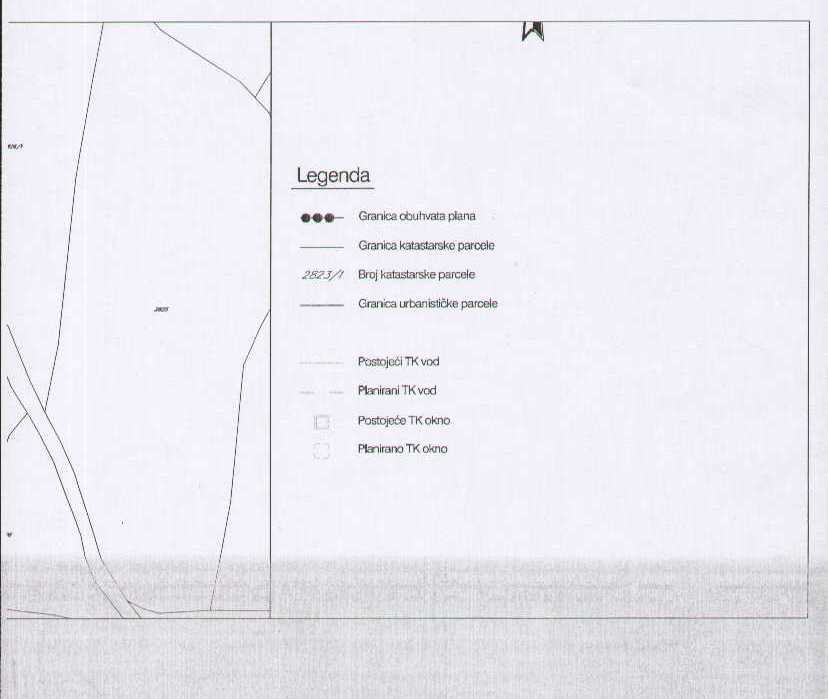 Legenda
Granica obuhvata plana
Granica katastarske parcele
2823/1 Broj katastarske parcele
Granica urbanističke parcele
Postojeći TK vod
Planirani TK vod
Postojeće TK okno
Planirano TK okno